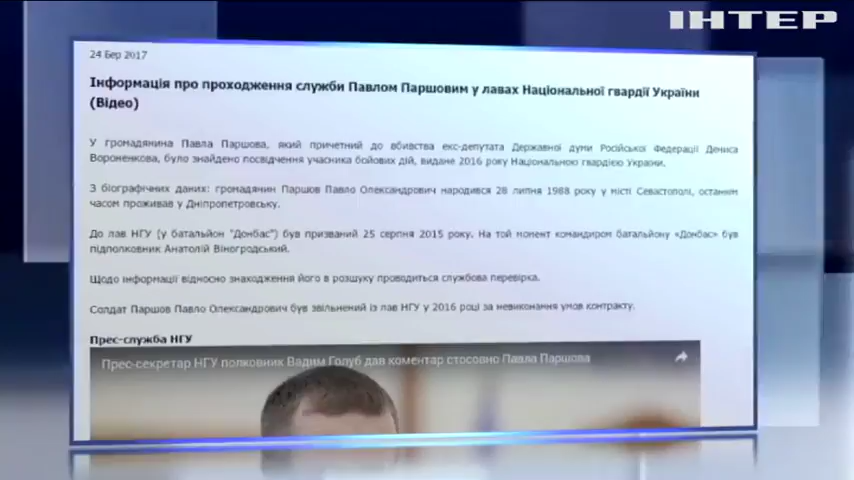 ІНТЕР
24 Бер 2017
Інформація про проходження служби Павлом Паршовим у лавах Національної гвардії України
(Відео)
У громадянина Павла Паршова, який причетний до вбивства екс-депутата Державної думи Російської Федерації Дениса
Вороненкова, було знайдено посвідчення учасника бойових дій, видане 2016 року Національною гвардією України.
З біографічних даних: громадянин Паршов Павло Олександрович народився 28 липня 1988 року у місті Севастополі, останнім
часом проживав у Дніпропетровську.
До лав НГУ (у батальйон "Донбас") був призваний 25 серпня 2015 року. На той момент командиром батальйону «Донбас» був
підполковник Анатолій Виногродський.
Щодо інформації відносно знаходження його в розшуку проводиться службова перевірка.
Солдат Паршов Павло Олександрович був звільнений із лав НГУ у 2016 році за невиконання умов контракту.
Прес-служба НГУ
Прес-секретар НГУ полковник Вадим Голуб дав коментар стосовно Павла Паршова